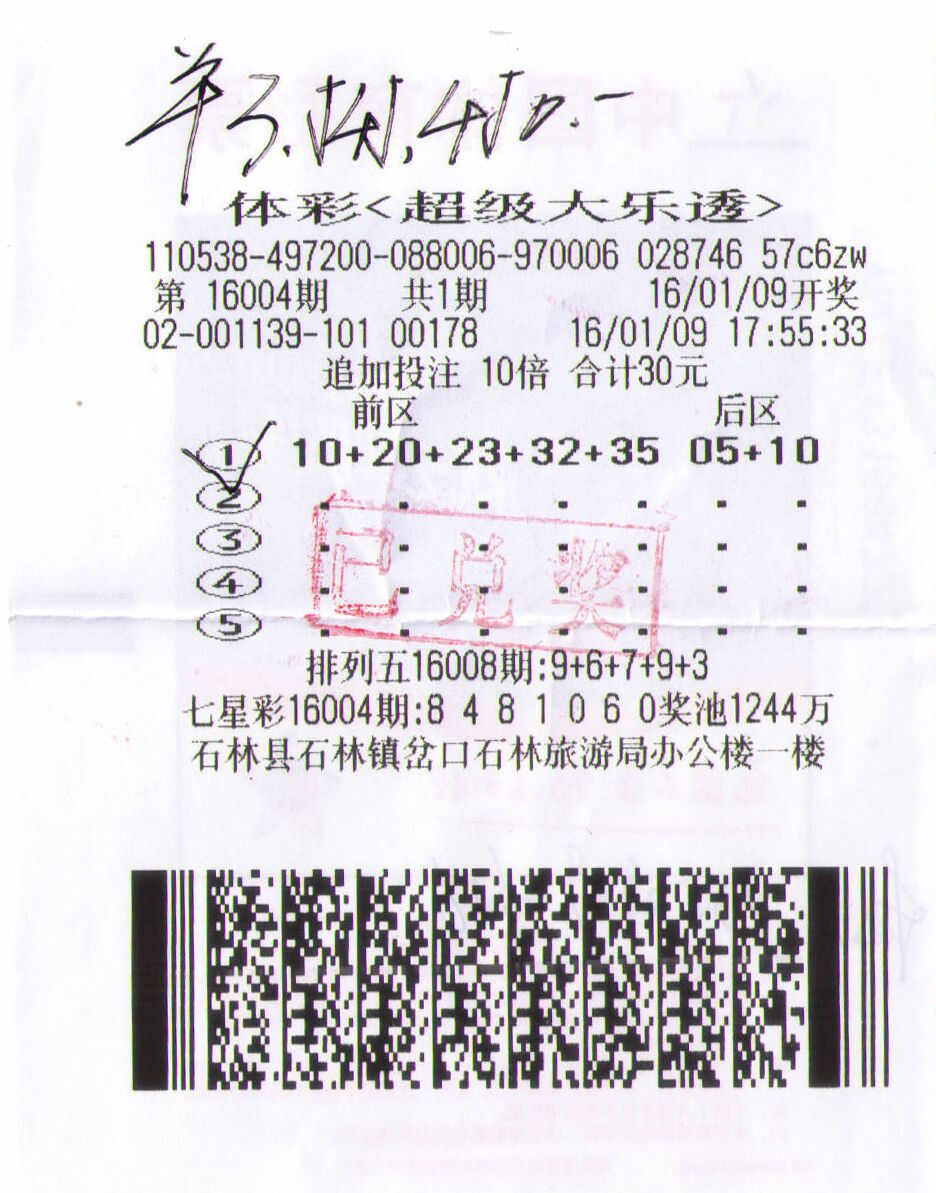 体彩<超级大乐透>
110538-497200-088006-970006 028746 57c6zw
第 16004期 共1期 16/01/09开奖
02-001139-101 00178 16/01/09 17:55:33
追加投注 10倍 合计30元
前区 后区
① 10+20+23+32+35 05+10
②
③
④
⑤
已兑奖
排列五16008期:9+6+7+9+3
七星彩16004期:8 4 8 1 0 6 0奖池1244万
石林县石林镇岔口石林旅游局办公楼一楼